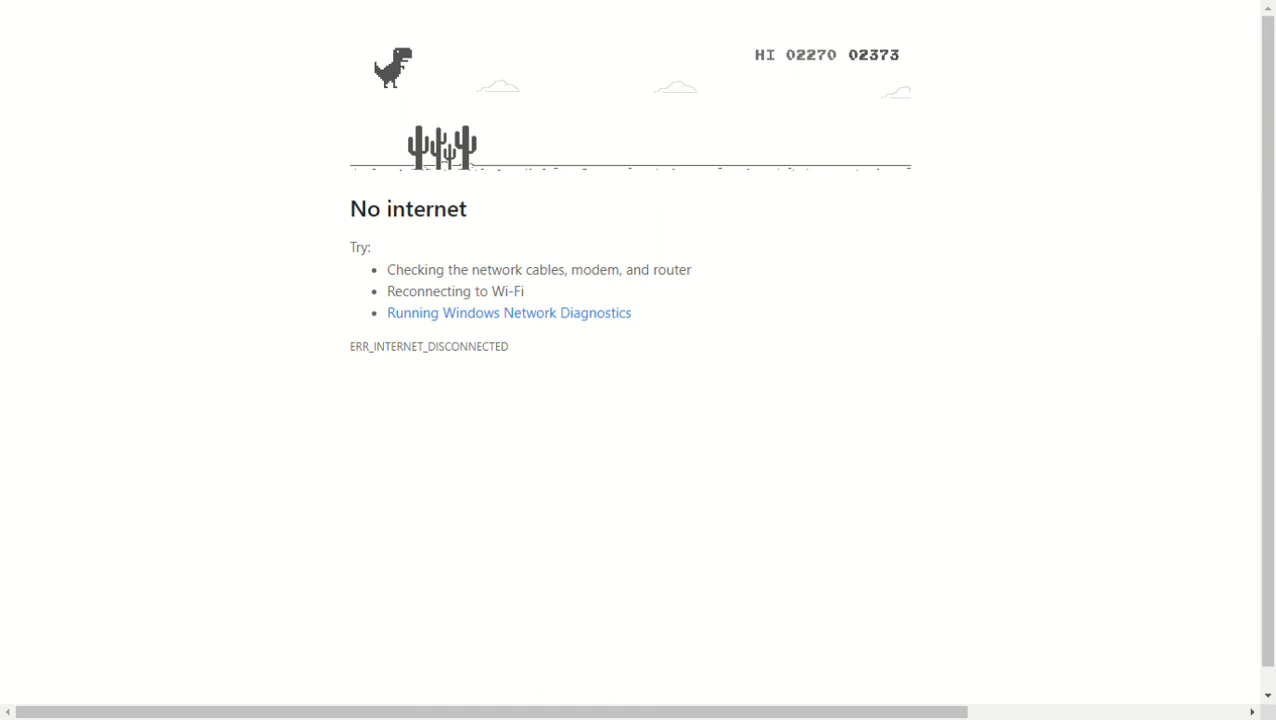 HI 02270 02373
No internet
Try:
Checking the network cables, modem, and router
Reconnecting to Wi-Fi
Running Windows Network Diagnostics
ERR_INTERNET_DISCONNECTED